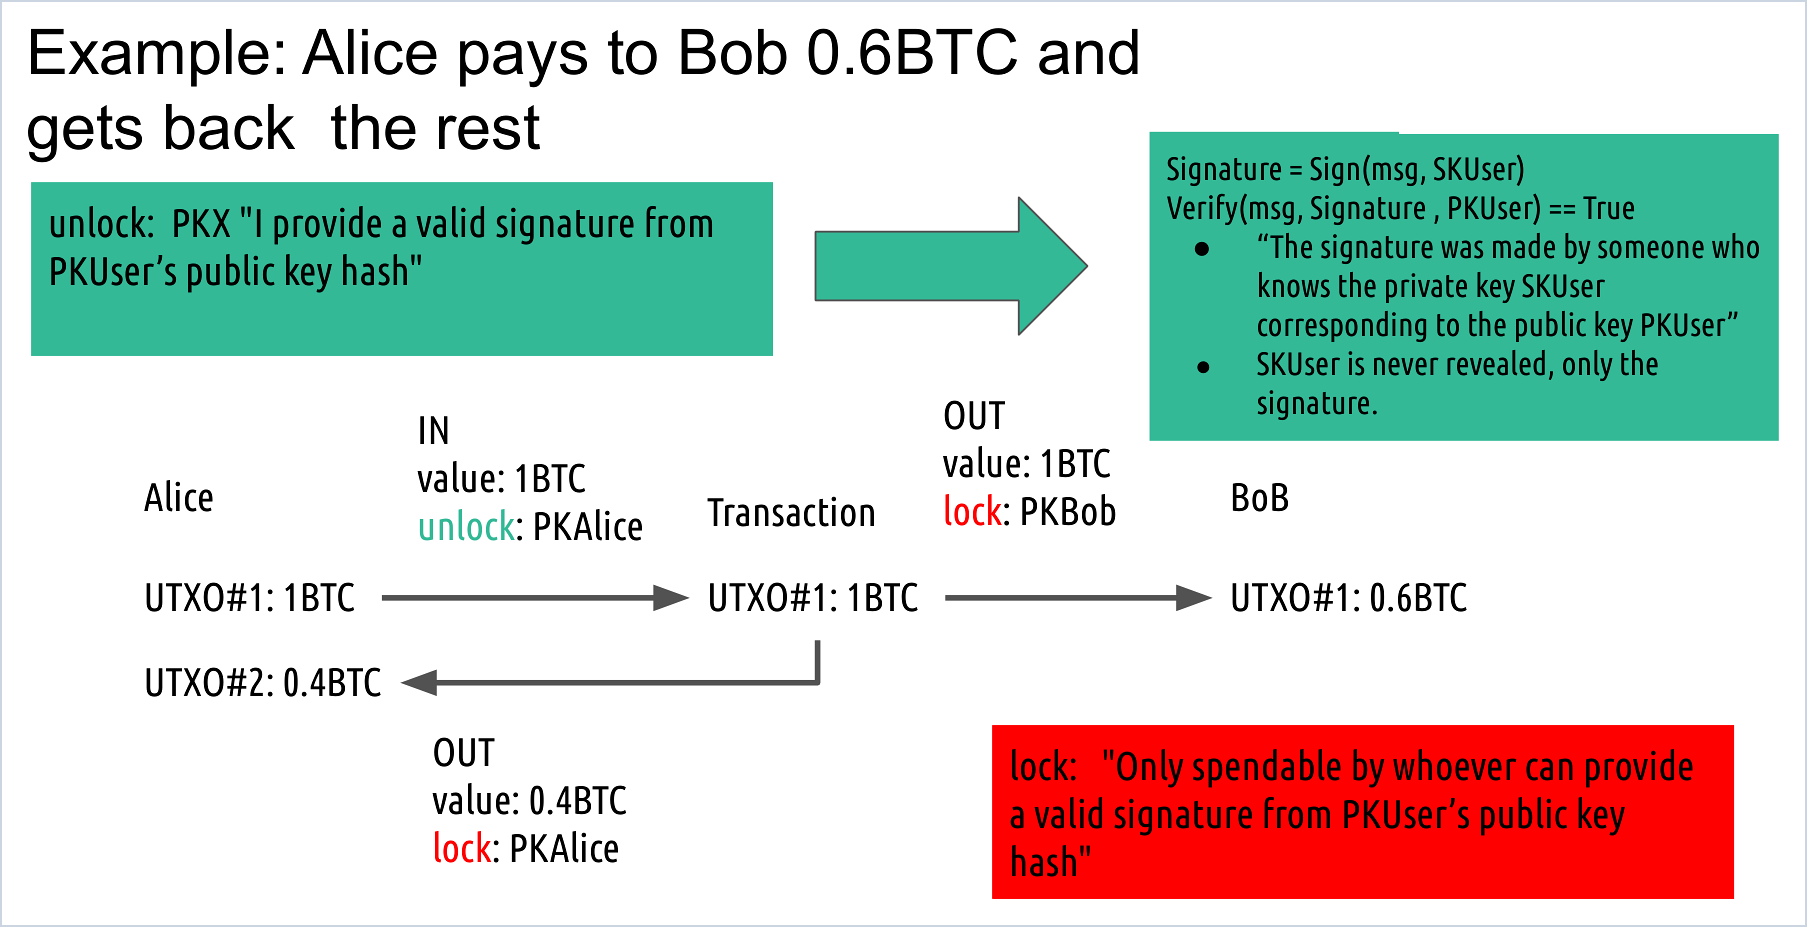 Example: Alice pays to Bob 0.6BTC and
gets back  the rest
unlock:  PKX "I provide a valid signature from
PKUser’s public key hash"
Signature = Sign(msg, SKUser)
Verify(msg, Signature , PKUser) == True
● “The signature was made by someone who
knows the private key SKUser
corresponding to the public key PKUser”
● SKUser is never revealed, only the
signature.
IN
value: 1BTC
unlock: PKAlice
OUT
value: 1BTC
lock: PKBob
Alice
Transaction
BoB
UTXO#1: 1BTC
UTXO#1: 1BTC
UTXO#1: 0.6BTC
UTXO#2: 0.4BTC
OUT
value: 0.4BTC
lock: PKAlice
lock:   "Only spendable by whoever can provide
a valid signature from PKUser’s public key
hash"